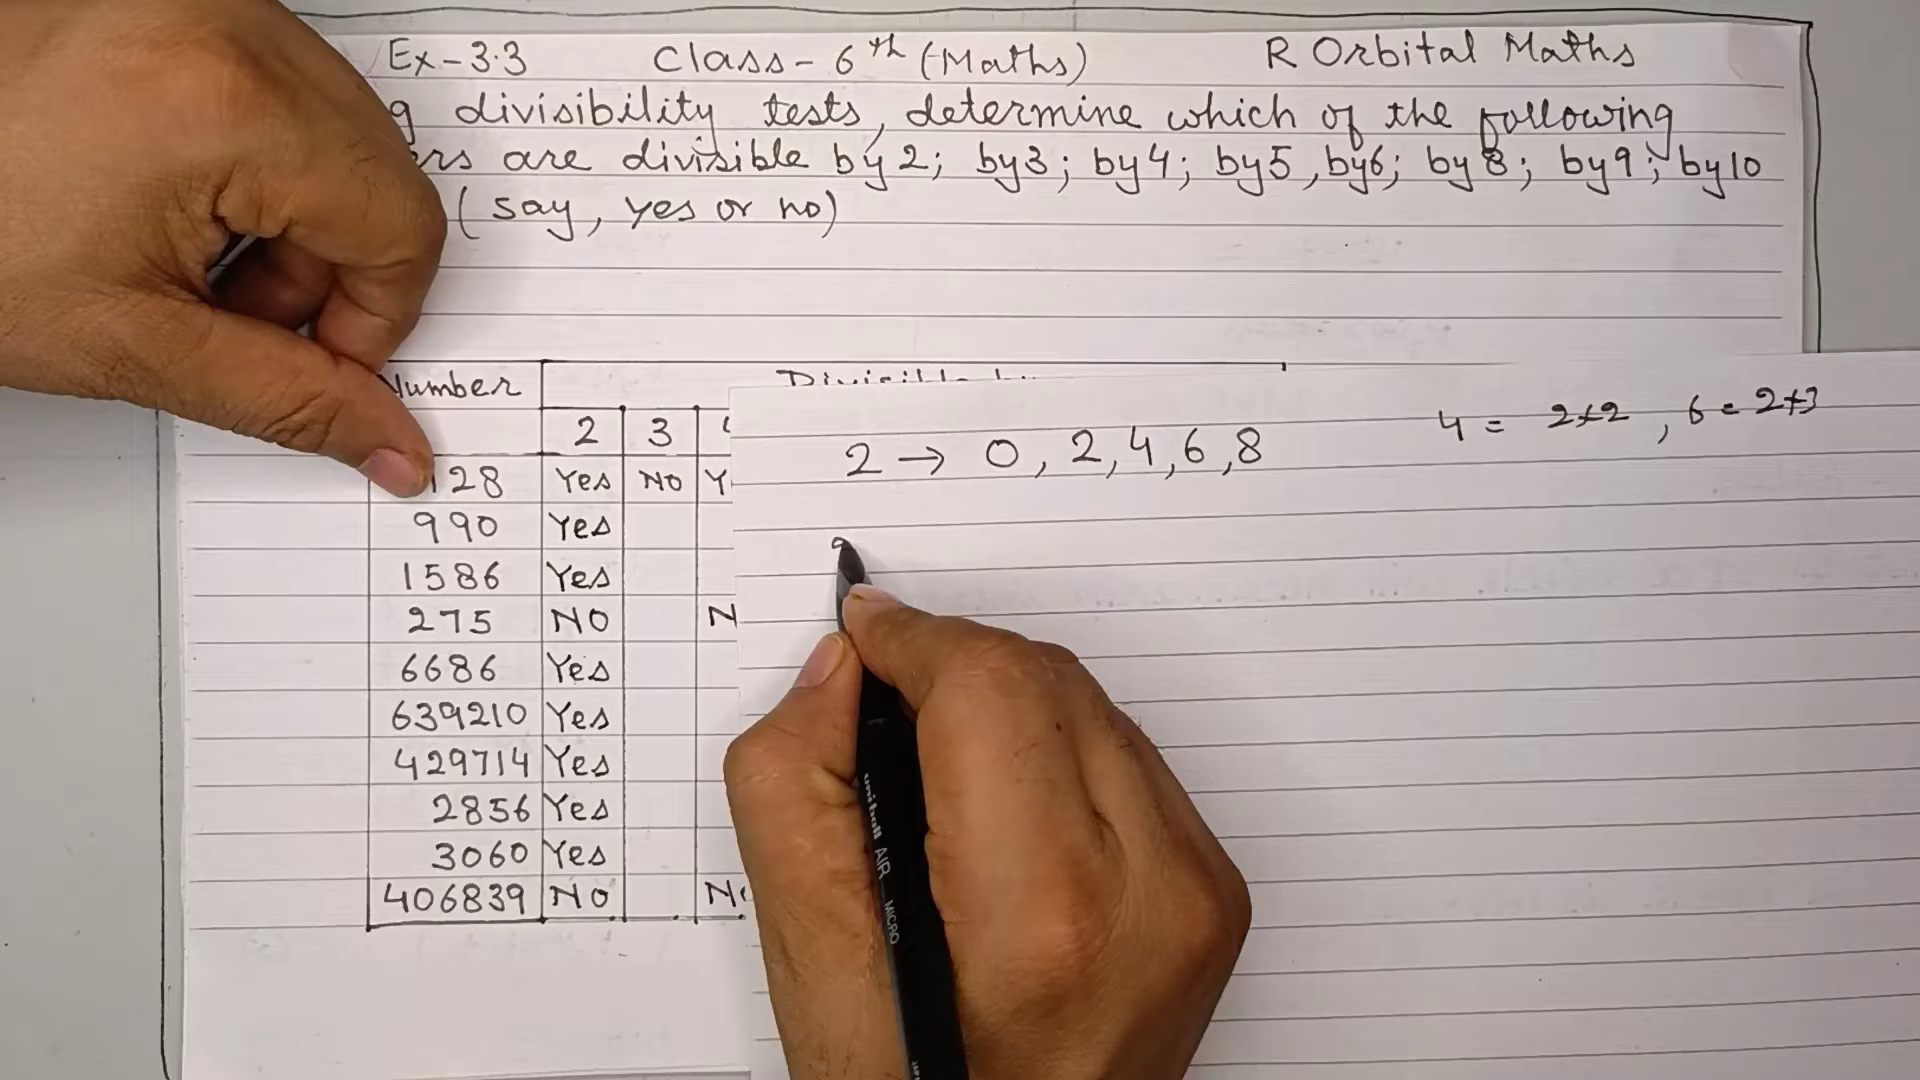 Ex-3.3 Class-6th (Maths) R Orbital Maths
divisibility tests, determine which of the following
are divisible by 2; by 3; by 4; by 5, by 6; by 8; by 9; by 10
(say, yes or no)
Number
2 3
128 Yes NO
990 Yes
1586 Yes
275 NO
6686 Yes
639210 Yes
429714 Yes
2856 Yes
3060 Yes
406839 NO
4 = 2×2, 6 = 2×3
2 → 0, 2, 4, 6, 8
uniball AIR MICRO